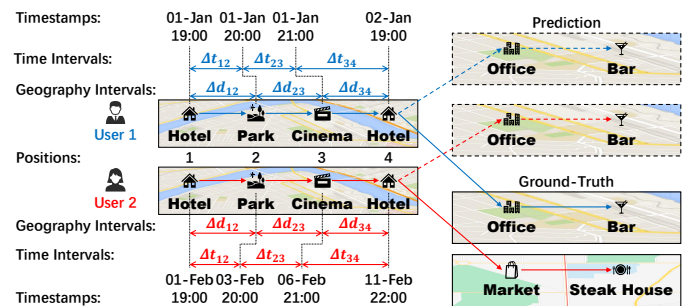 Timestamps: 01-Jan 01-Jan 01-Jan 02-Jan
19:00 20:00 21:00 19:00
Prediction
Time Intervals: Δt12 Δt23 Δt34
Geography Intervals: Δd12 Δd23 Δd34
Office Bar
User 1
Hotel Park Cinema Hotel
Positions: 1 2 3 4
Office Bar
User 2
Hotel Park Cinema Hotel
Ground-Truth
Geography Intervals: Δd12 Δd23 Δd34
Office Bar
Time Intervals: Δt12 Δt23 Δt34
01-Feb 03-Feb 06-Feb 11-Feb
Timestamps: 19:00 20:00 21:00 22:00
Market Steak House